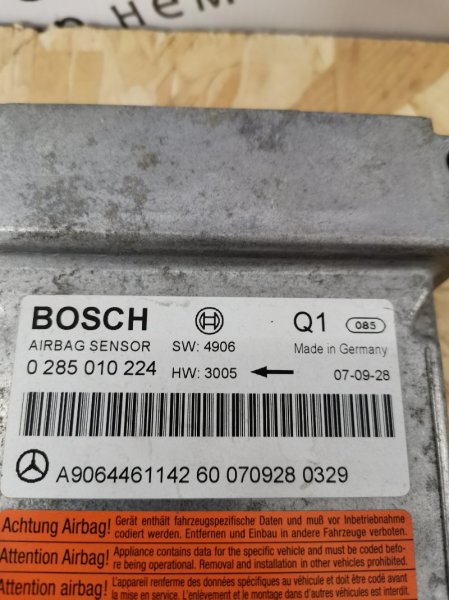 нем
BOSCH Q1 085
AIRBAG SENSOR SW: 4906 Made in Germany
0 285 010 224 HW: 3005 07-09-28
A9064461142 60 070928 0329
Achtung Airbag! Gerät enthält fahrzeugspezifische Daten und muß vor Inbetriebnahme
codiert werden. Entfernen und Einbau in andere Fahrzeuge verboten.
Attention Airbag! Appliance contains data for the specific vehicle and must be coded befo-
re being operational. Removal and installation in other vehicles prohibited.
Attention airbag! L'appareil renferme des données spécifiques au véhicule et doit être codé avant
la mise en service. L'enlèvement et le montage dans d'autres véhicules est interdit.